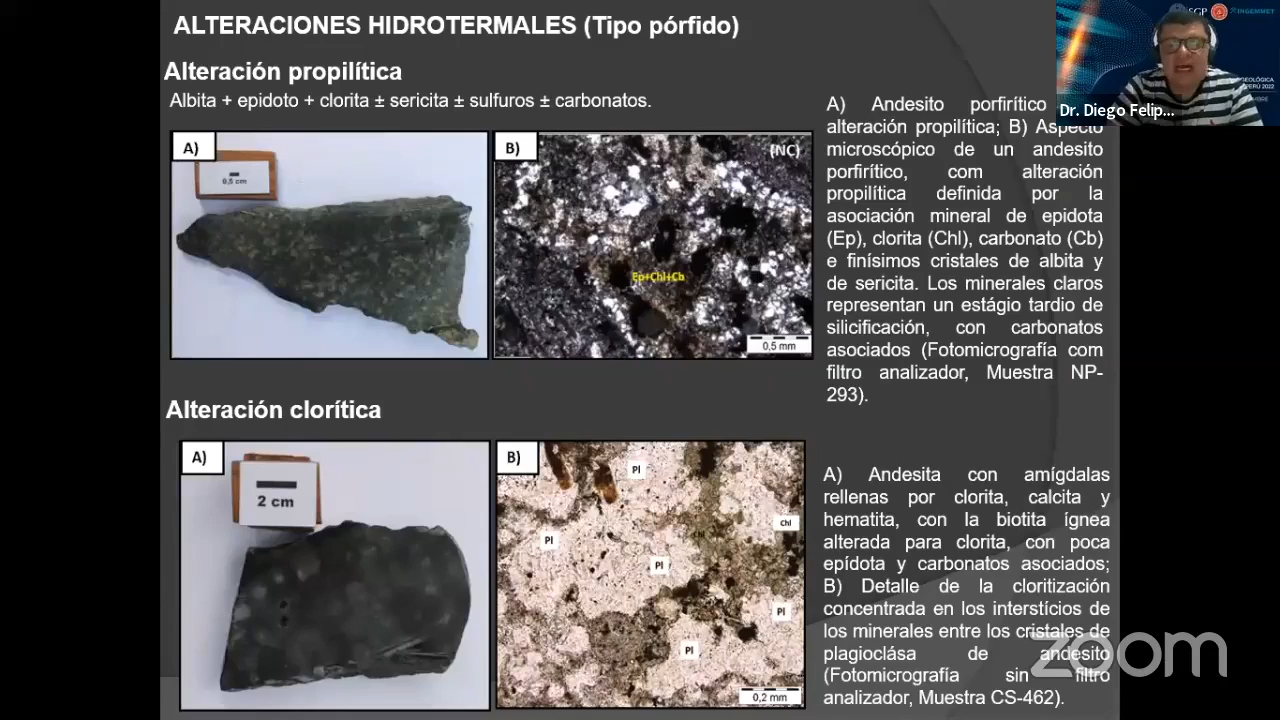 ALTERACIONES HIDROTERMALES (Tipo pórfido)
Alteración propilítica
Albita + epidoto + clorita ± sericita ± sulfuros ± carbonatos.
A)
0,5 cm
B)
(NC)
Ep+Chl+Cb
0,5 mm
A) Andesito porfirítico
alteración propilítica; B) Aspecto
microscópico de un andesito
porfirítico, com alteración
propilítica definida por la
asociación mineral de epidota
(Ep), clorita (Chl), carbonato (Cb)
e finísimos cristales de albita y
de sericita. Los minerales claros
representan un estágio tardio de
silicificación, con carbonatos
asociados (Fotomicrografía com
filtro analizador, Muestra NP-
293).
Alteración clorítica
A)
2 cm
B)
Pl
Chl
Pl
Pl
Pl
Pl
0,2 mm
A) Andesita con amígdalas
rellenas por clorita, calcita y
hematita, con la biotita ígnea
alterada para clorita, con poca
epídota y carbonatos asociados;
B) Detalle de la cloritización
concentrada en los interstícios de
los minerales entre los cristales de
plagioclása de andesito
(Fotomicrografía sin filtro
analizador, Muestra CS-462).
SGP INGEMMET
GEOLÓGICA
PERÚ 2022
Dr. Diego Felip...
zoom